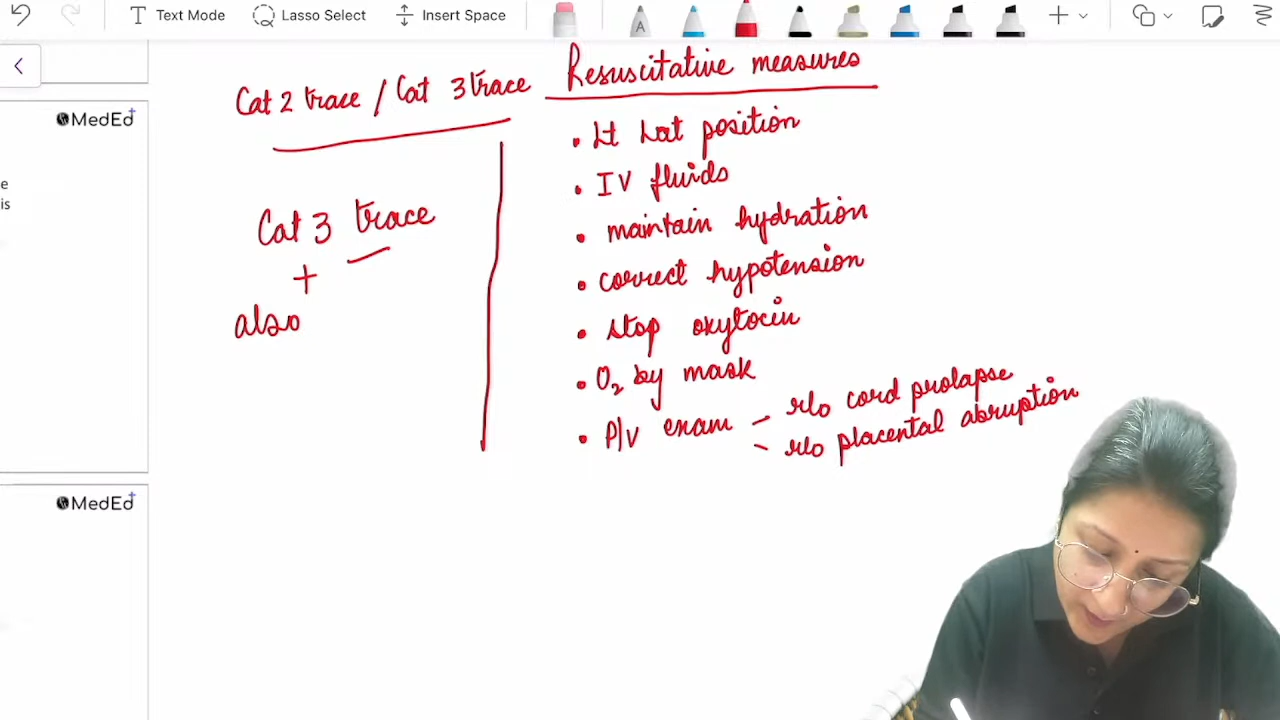 Text Mode
Lasso Select
Insert Space
A
MedEd+
e
is
MedEd+
Cat 2 trace / Cat 3 trace
Cat 3 trace
+
also
Resuscitative measures
• Lt Lat position
• IV fluids
• maintain hydration
• correct hypotension
• stop oxytocin
• O₂ by mask
• P/v exam - r/o cord prolapse
- r/o placental abruption